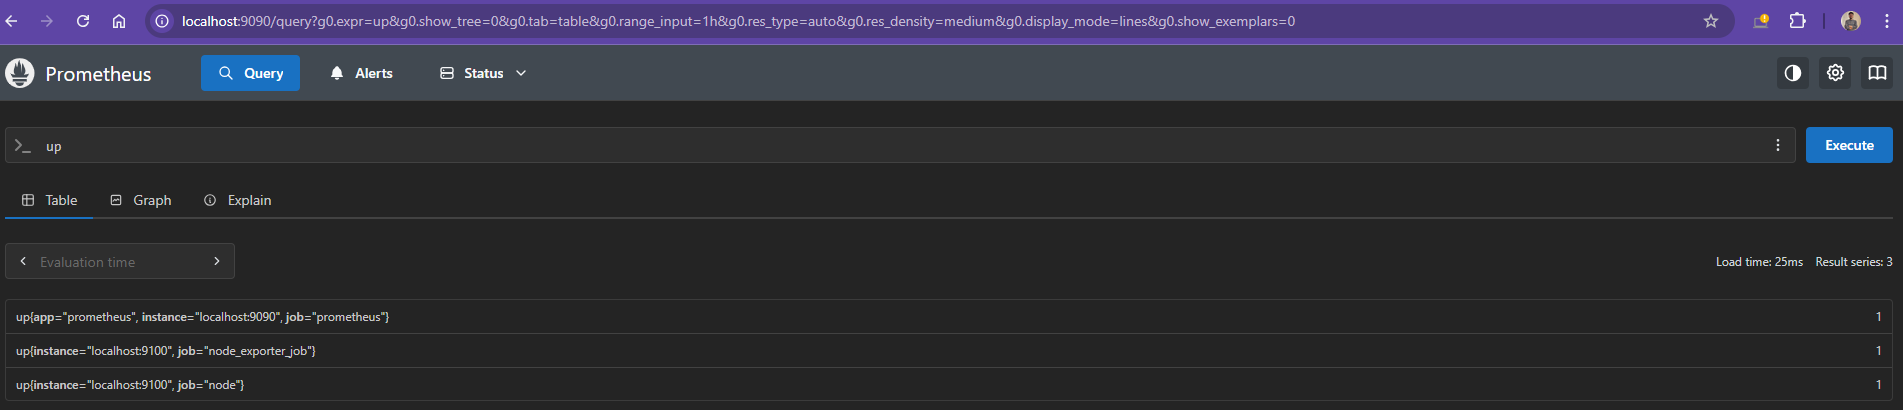 localhost:9090/query?g0.expr=up&g0.show_tree=0&g0.tab=table&g0.range_input=1h&g0.res_type=auto&g0.res_density=medium&g0.display_mode=lines&g0.show_exemplars=0
Prometheus Query Alerts Status
up Execute
Table Graph Explain
Evaluation time Load time: 25ms Result series: 3
up{app="prometheus", instance="localhost:9090", job="prometheus"} 1
up{instance="localhost:9100", job="node_exporter_job"} 1
up{instance="localhost:9100", job="node"} 1